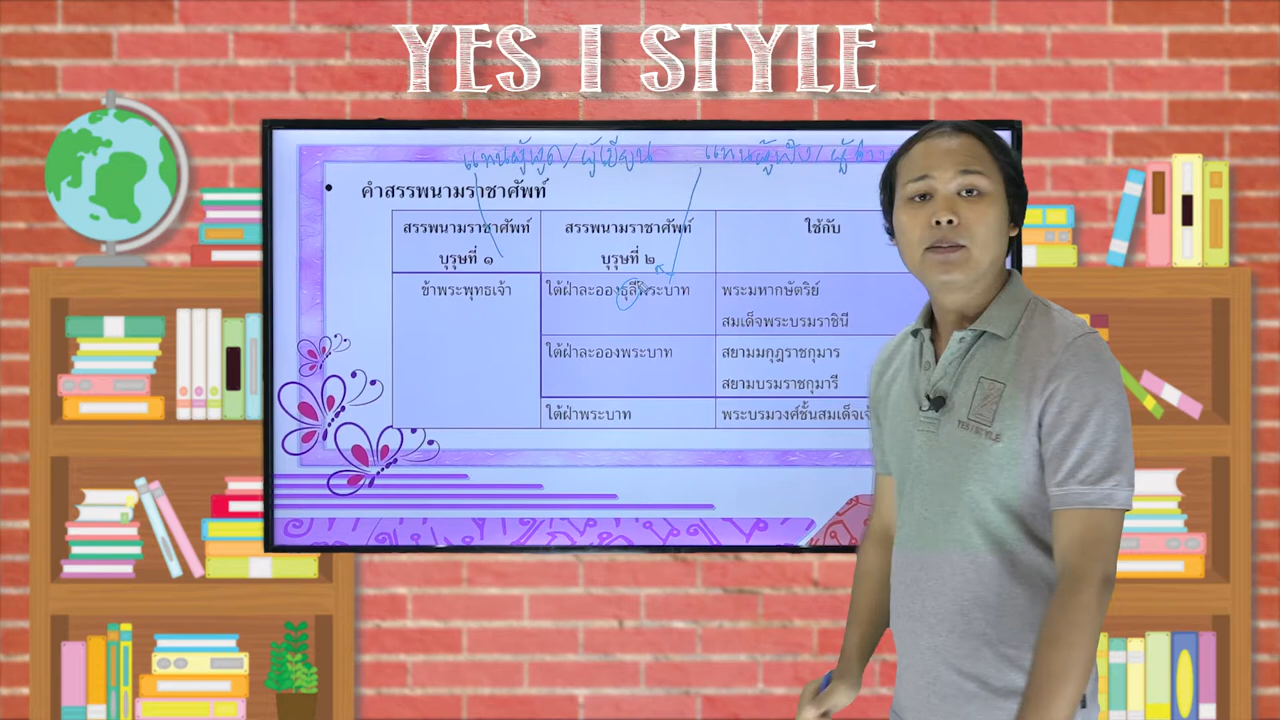 YES I STYLE
แทนผู้พูด/ผู้เขียน แทนผู้ฟัง/
• คำสรรพนามราชาศัพท์
สรรพนามราชาศัพท์ สรรพนามราชาศัพท์ ใช้กับ
บุรุษที่ ๑ บุรุษที่ ๒
ข้าพระพุทธเจ้า ใต้ฝ่าละอองธุลีพระบาท พระมหากษัตริย์
สมเด็จพระบรมราชินี
ใต้ฝ่าละอองพระบาท สยามมกุฎราชกุมาร
สยามบรมราชกุมารี
ใต้ฝ่าพระบาท พระบรมวงศ์ชั้นสมเด็จ
YES I STYLE